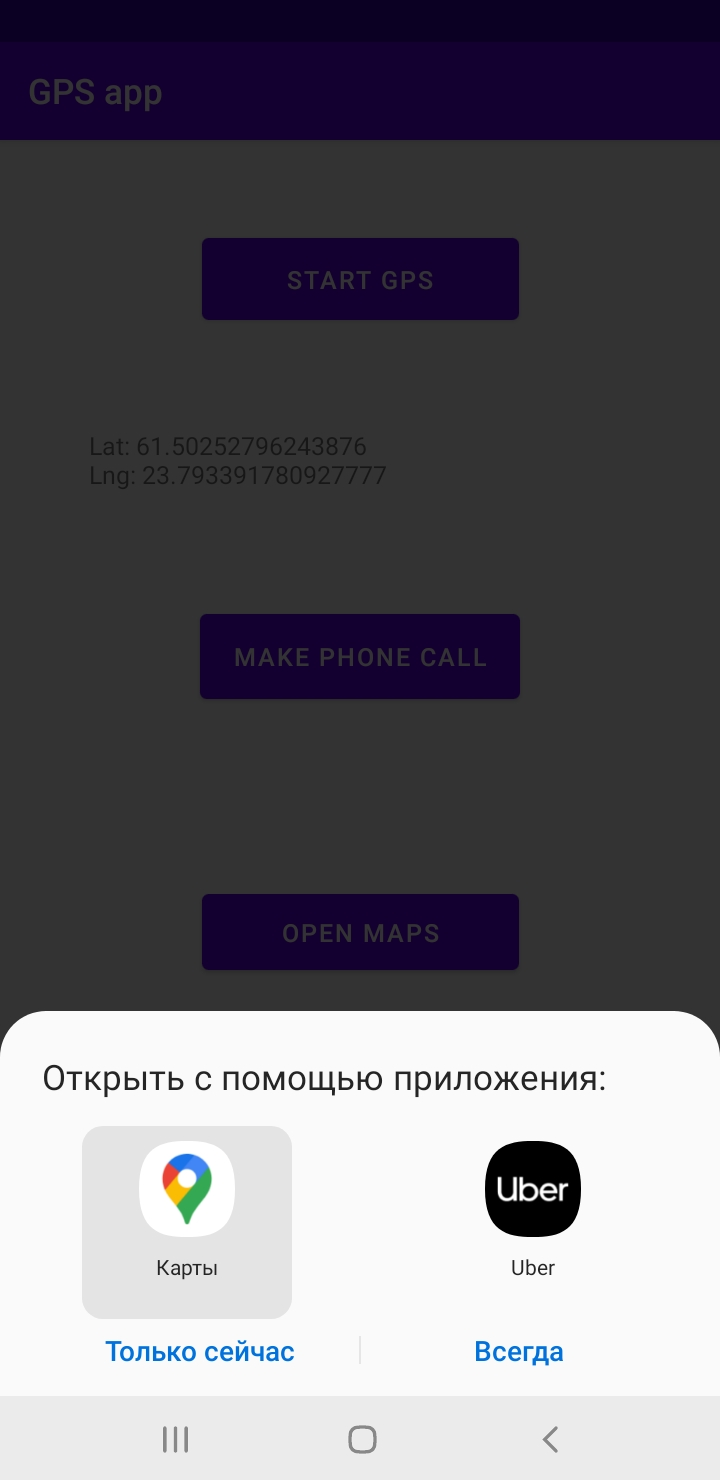 GPS app
START GPS
Lat: 61.50252796243876
Lng: 23.793391780927777
MAKE PHONE CALL
OPEN MAPS
Открыть с помощью приложения:
Uber
Карты
Uber
Только сейчас
Всегда